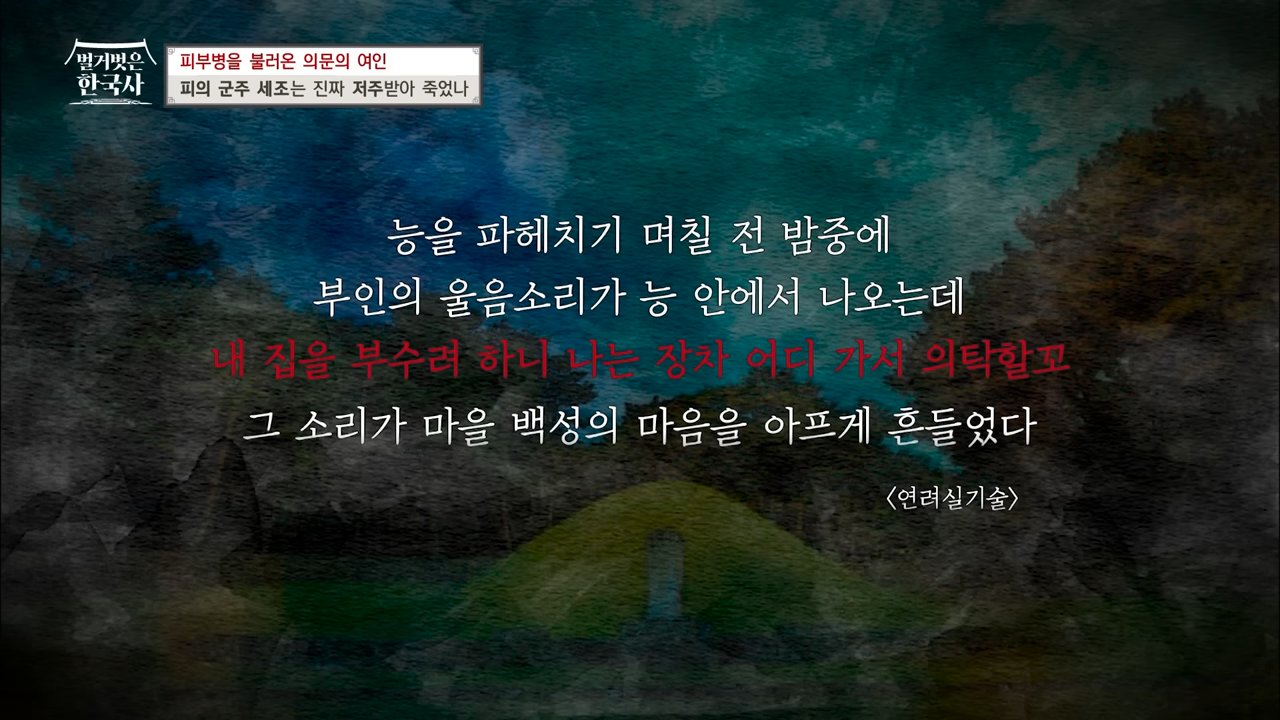 벌거벗은
한국사
피부병을 불러온 의문의 여인
피의 군주 세조는 진짜 저주받아 죽었나
능을 파헤치기 며칠 전 밤중에
부인의 울음소리가 능 안에서 나오는데
내 집을 부수려 하니 나는 장차 어디 가서 의탁할꼬
그 소리가 마을 백성의 마음을 아프게 흔들었다
〈연려실기술〉